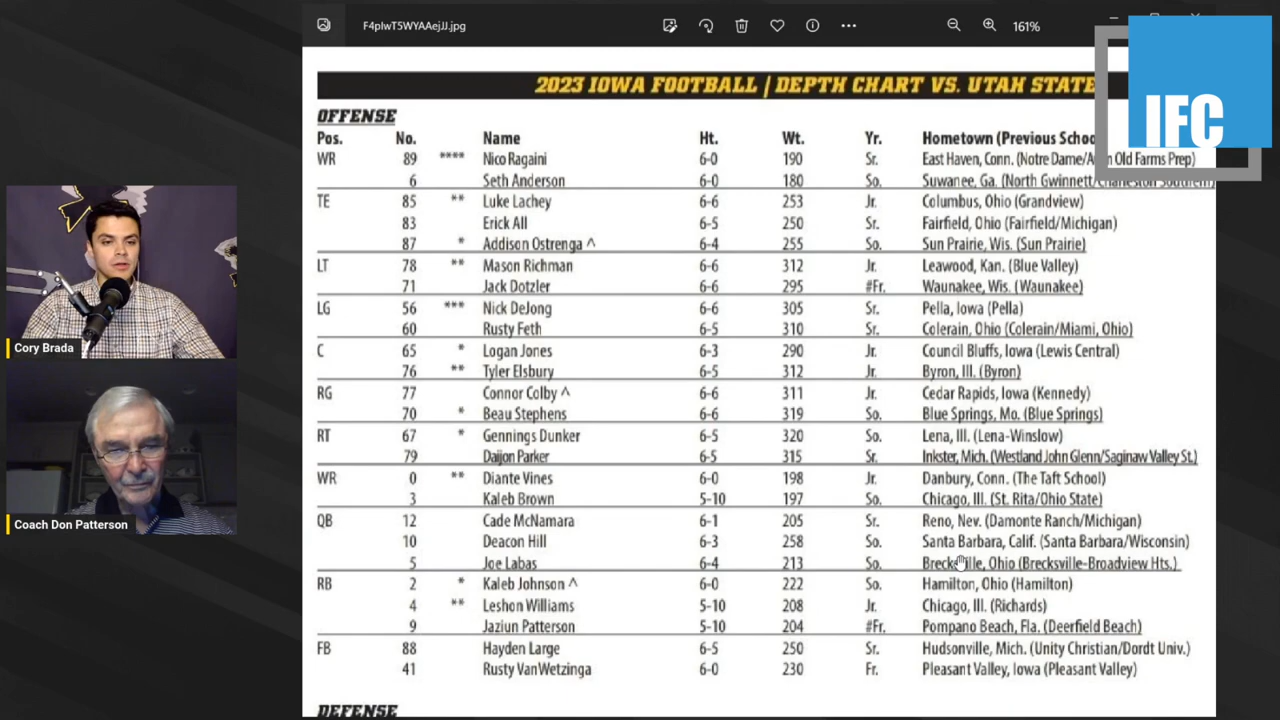 F4plwT5WYAAejJJ.jpg
161%
IFC
2023 IOWA FOOTBALL | DEPTH CHART VS. UTAH STATE
OFFENSE
Pos. No. Name Ht. Wt. Yr. Hometown (Previous
WR 89 **** Nico Ragaini 6-0 190 Sr. East Haven, Conn. (Notre Old Farms Prep)
6 Seth Anderson 6-0 180 So. Suwanee, Ga. (North Gwinnett/Charleston Southern)
TE 85 ** Luke Lachey 6-6 253 Jr. Columbus, Ohio (Grandview)
83 Erick All 6-5 250 Sr. Fairfield, Ohio (Fairfield/Michigan)
87 * Addison Ostrenga ^ 6-4 255 So. Sun Prairie, Wis. (Sun Prairie)
LT 78 ** Mason Richman 6-6 312 Jr. Leawood, Kan. (Blue Valley)
71 Jack Dotzler 6-6 295 #Fr. Waunakee, Wis. (Waunakee)
LG 56 *** Nick DeJong 6-6 305 Sr. Pella, Iowa (Pella)
60 Rusty Feth 6-5 310 Sr. Colerain, Ohio (Colerain/Miami, Ohio)
C 65 * Logan Jones 6-3 290 Jr. Council Bluffs, Iowa (Lewis Central)
76 ** Tyler Elsbury 6-5 312 Jr. Byron, Ill. (Byron)
RG 77 Connor Colby ^ 6-6 311 Jr. Cedar Rapids, Iowa (Kennedy)
70 * Beau Stephens 6-6 319 So. Blue Springs, Mo. (Blue Springs)
RT 67 * Gennings Dunker 6-5 320 So. Lena, Ill. (Lena-Winslow)
79 Daijon Parker 6-5 315 Sr. Inkster, Mich. (Westland John Glenn/Saginaw Valley St.)
WR 0 ** Diante Vines 6-0 198 Jr. Danbury, Conn. (The Taft School)
3 Kaleb Brown 5-10 197 So. Chicago, Ill. (St. Rita/Ohio State)
QB 12 Cade McNamara 6-1 205 Sr. Reno, Nev. (Damonte Ranch/Michigan)
10 Deacon Hill 6-3 258 So. Santa Barbara, Calif. (Santa Barbara/Wisconsin)
5 Joe Labas 6-4 213 So. Brecksville, Ohio (Brecksville-Broadview Hts.)
RB 2 * Kaleb Johnson ^ 6-0 222 So. Hamilton, Ohio (Hamilton)
4 ** Leshon Williams 5-10 208 Jr. Chicago, Ill. (Richards)
9 Jaziun Patterson 5-10 204 #Fr. Pompano Beach, Fla. (Deerfield Beach)
FB 88 Hayden Large 6-5 250 Sr. Hudsonville, Mich. (Unity Christian/Dordt Univ.)
41 Rusty VanWetzinga 6-0 230 Fr. Pleasant Valley, Iowa (Pleasant Valley)
DEFENSE
Cory Brada
Coach Don Patterson